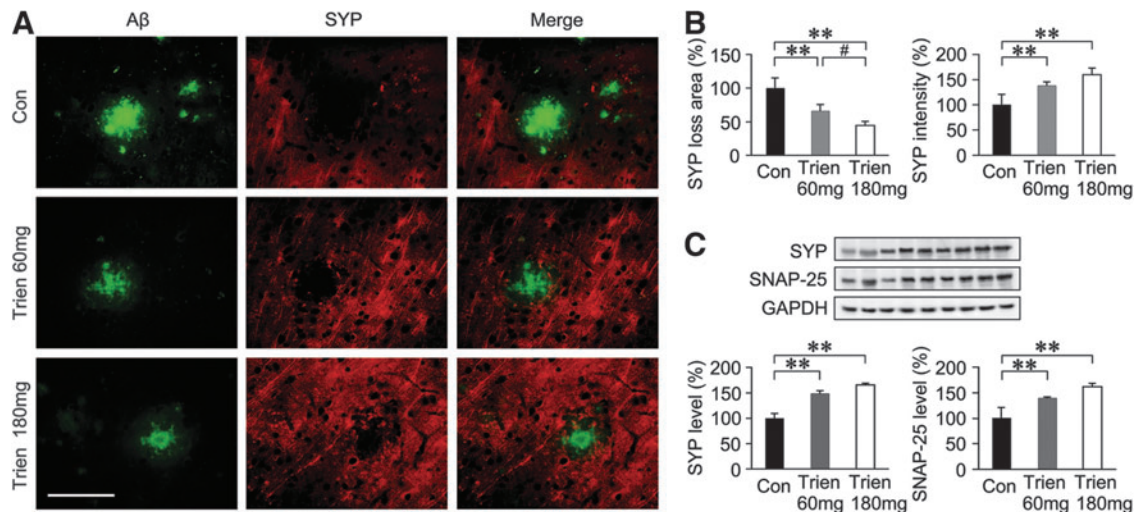 A
Aβ
SYP
Merge
Con
Trien 60mg
Trien 180mg
B
SYP loss area (%)
150
100
50
0
**
**
#
Con
Trien
60mg
Trien
180mg
SYP intensity (%)
200
150
100
50
0
**
**
Con
Trien
60mg
Trien
180mg
C
SYP
SNAP-25
GAPDH
SYP level (%)
200
150
100
50
0
**
**
Con
Trien
60mg
Trien
180mg
SNAP-25 level (%)
200
150
100
50
0
**
**
Con
Trien
60mg
Trien
180mg